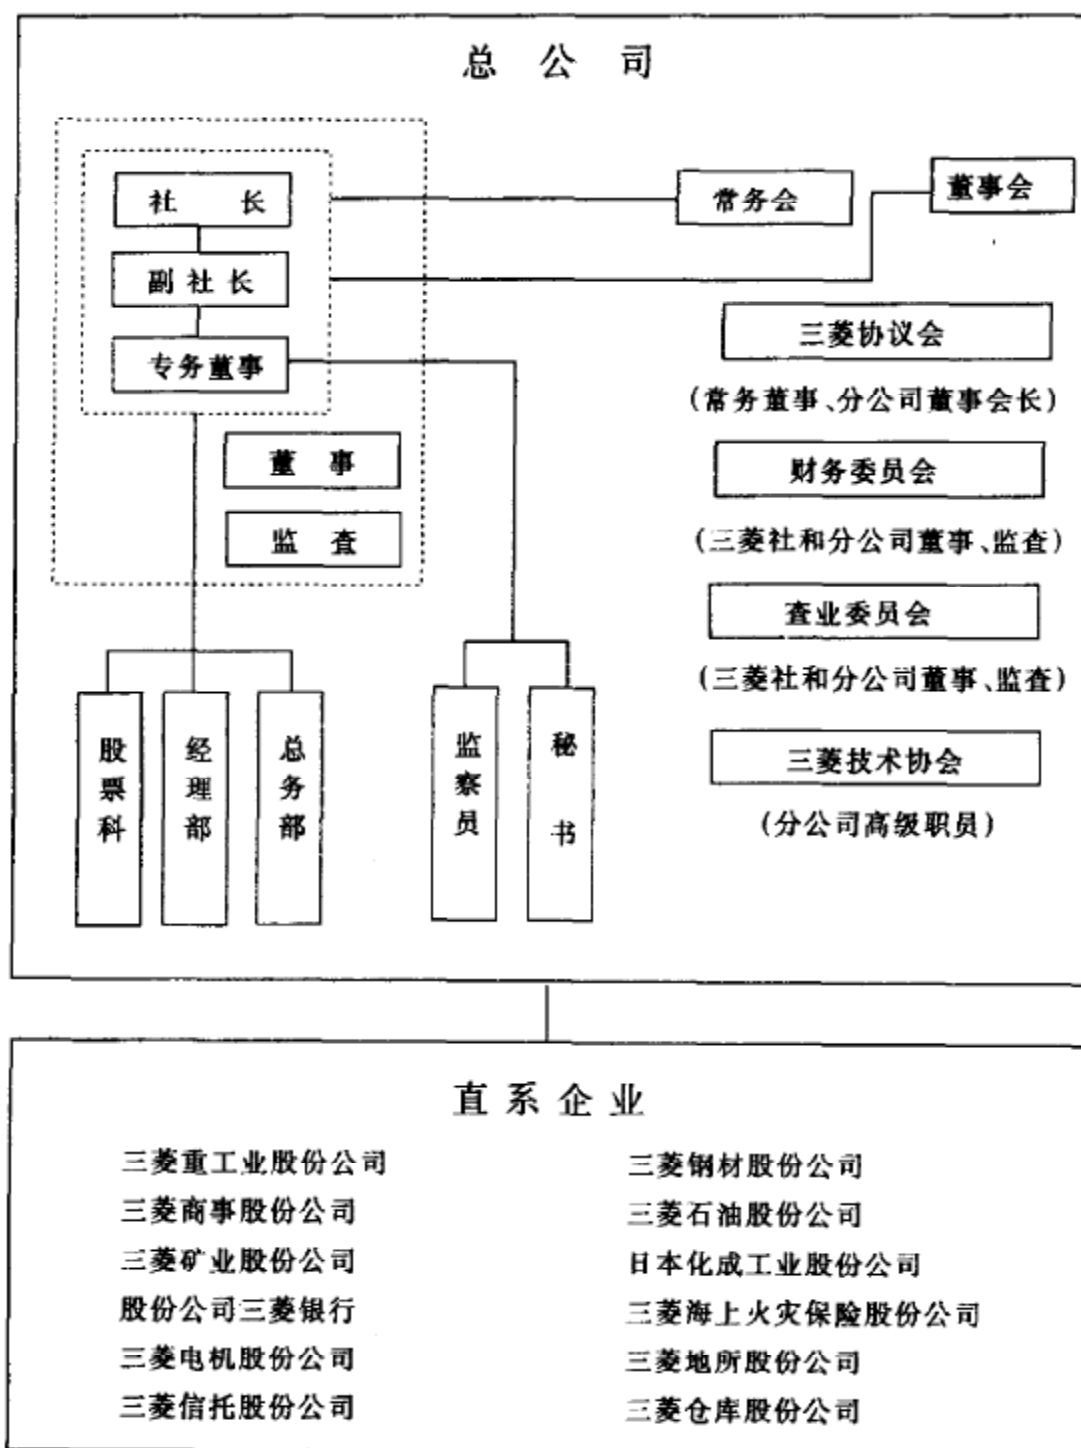 总公司
社长
副社长
专务董事
董事
监查
常务会
董事会
三菱协议会
(常务董事、分公司董事会长)
财务委员会
(三菱社和分公司董事、监查)
查业委员会
(三菱社和分公司董事、监查)
三菱技术协会
(分公司高级职员)
股票科
经理部
总务部
监察员
秘书
直系企业
三菱重工业股份公司
三菱商事股份公司
三菱矿业股份公司
股份公司三菱银行
三菱电机股份公司
三菱信托股份公司
三菱钢材股份公司
三菱石油股份公司
日本化成工业股份公司
三菱海上火灾保险股份公司
三菱地所股份公司
三菱仓库股份公司